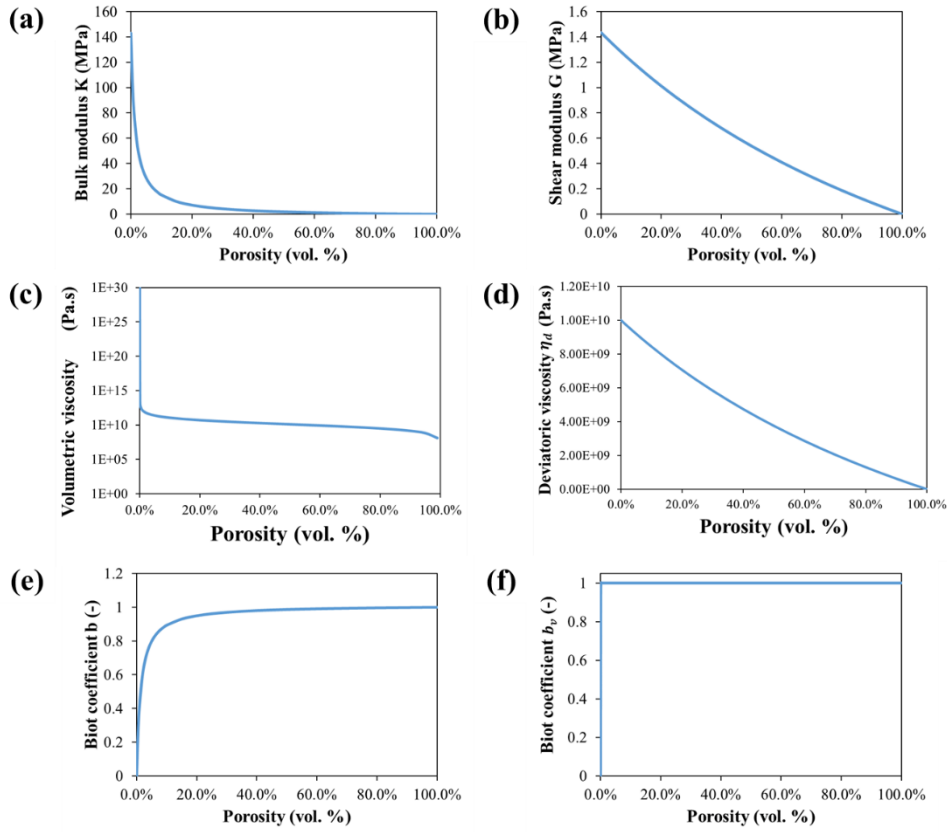 (a)
Bulk modulus K (MPa)
160
140
120
100
80
60
40
20
0
0.0% 20.0% 40.0% 60.0% 80.0% 100.0%
Porosity (vol. %)
(b)
Shear modulus G (MPa)
1.6
1.4
1.2
1
0.8
0.6
0.4
0.2
0
0.0% 20.0% 40.0% 60.0% 80.0% 100.0%
Porosity (vol. %)
(c)
Volumetric viscosity (Pa.s)
1E+30
1E+25
1E+20
1E+15
1E+10
1E+05
1E+00
0.0% 20.0% 40.0% 60.0% 80.0% 100.0%
Porosity (vol. %)
(d)
Deviatoric viscosity η_d (Pa.s)
1.20E+10
1.00E+10
8.00E+09
6.00E+09
4.00E+09
2.00E+09
0.00E+00
0.0% 20.0% 40.0% 60.0% 80.0% 100.0%
Porosity (vol. %)
(e)
Biot coefficient b (-)
1.2
1
0.8
0.6
0.4
0.2
0
0.0% 20.0% 40.0% 60.0% 80.0% 100.0%
Porosity (vol. %)
(f)
Biot coefficient b_v (-)
1
0.8
0.6
0.4
0.2
0
0.0% 20.0% 40.0% 60.0% 80.0% 100.0%
Porosity (vol. %)